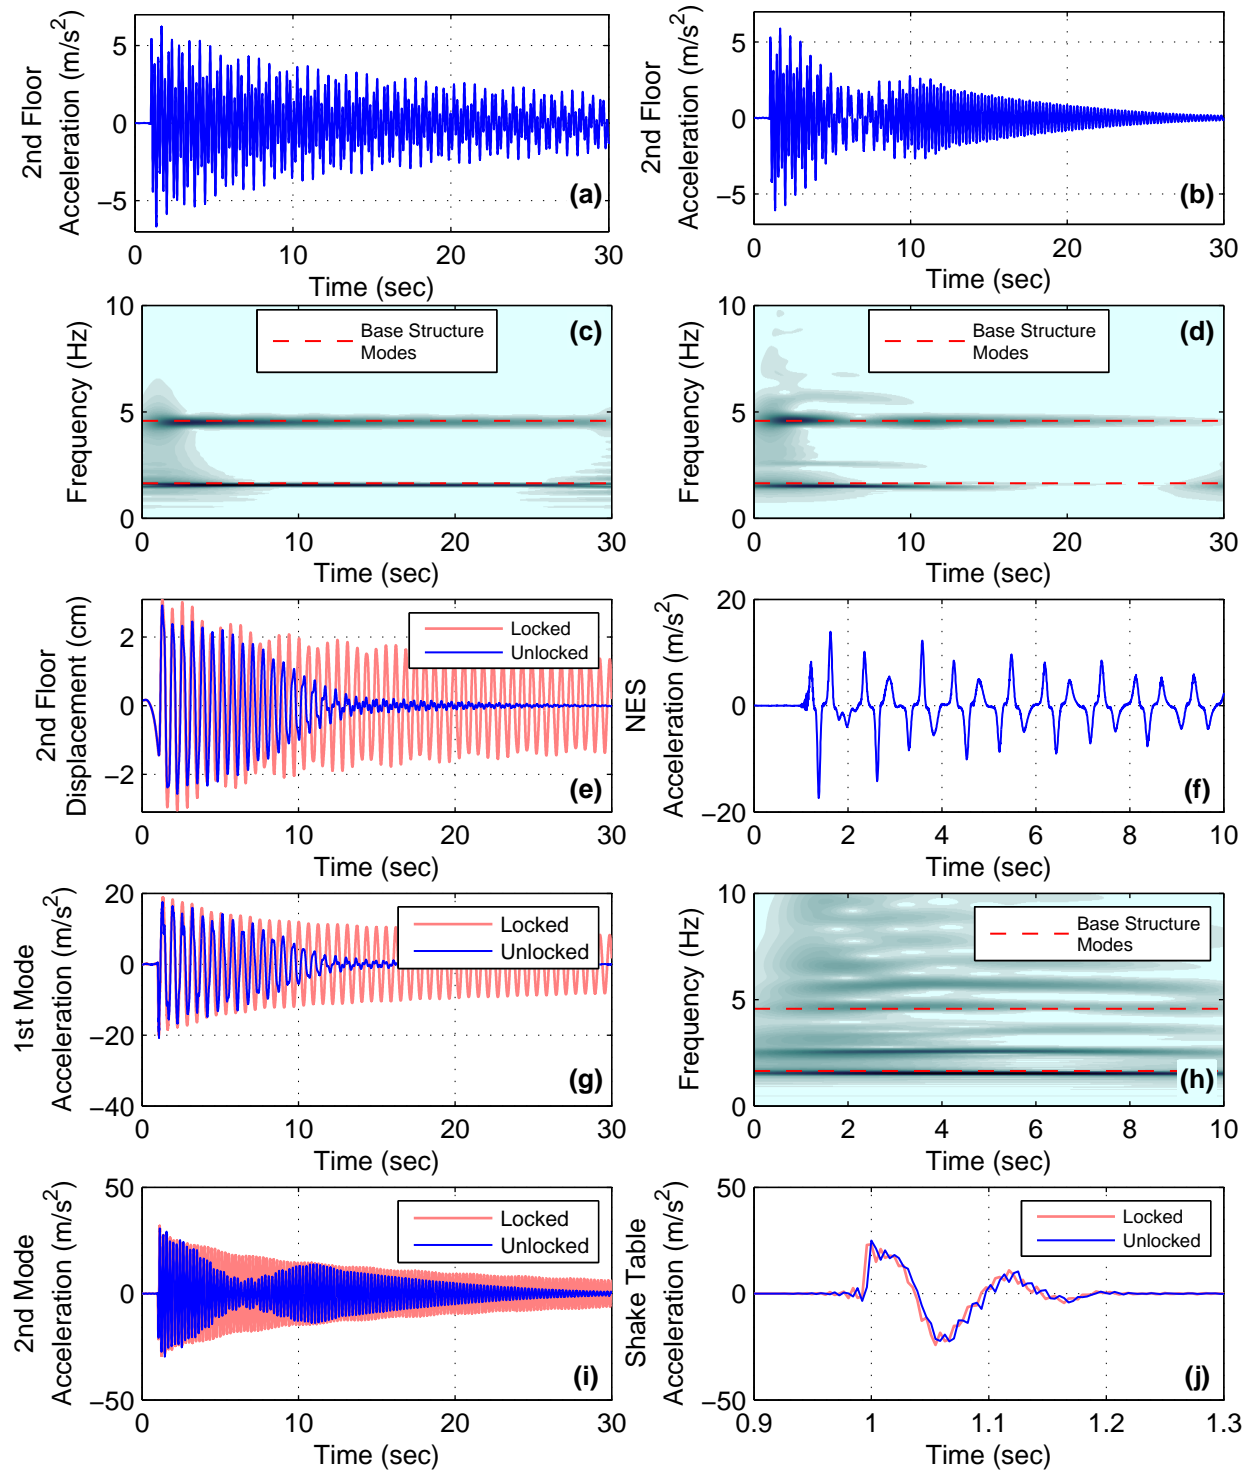 2nd Floor
Acceleration (m/s²)
5
0
−5
10
20
30
Time (sec)
(a)
2nd Floor
Acceleration (m/s²)
5
0
−5
0
10
20
30
Time (sec)
(b)
Frequency (Hz)
10
5
0
0
10
20
30
Time (sec)
Base Structure
Modes
(c)
Frequency (Hz)
10
5
0
0
10
20
30
Time (sec)
Base Structure
Modes
(d)
2nd Floor
Displacement (cm)
2
0
−2
0
10
20
30
Time (sec)
Locked
Unlocked
(e)
NES
Acceleration (m/s²)
20
0
−20
0
2
4
6
8
10
Time (sec)
(f)
1st Mode
Acceleration (m/s²)
20
0
−20
−40
0
10
20
30
Time (sec)
Locked
Unlocked
(g)
Frequency (Hz)
10
5
0
0
2
4
6
8
10
Time (sec)
Base Structure
Modes
(h)
2nd Mode
Acceleration (m/s²)
50
0
−50
0
10
20
30
Time (sec)
Locked
Unlocked
(i)
Shake Table
Acceleration (m/s²)
50
0
−50
0.9
1
1.1
1.2
1.3
Time (sec)
Locked
Unlocked
(j)